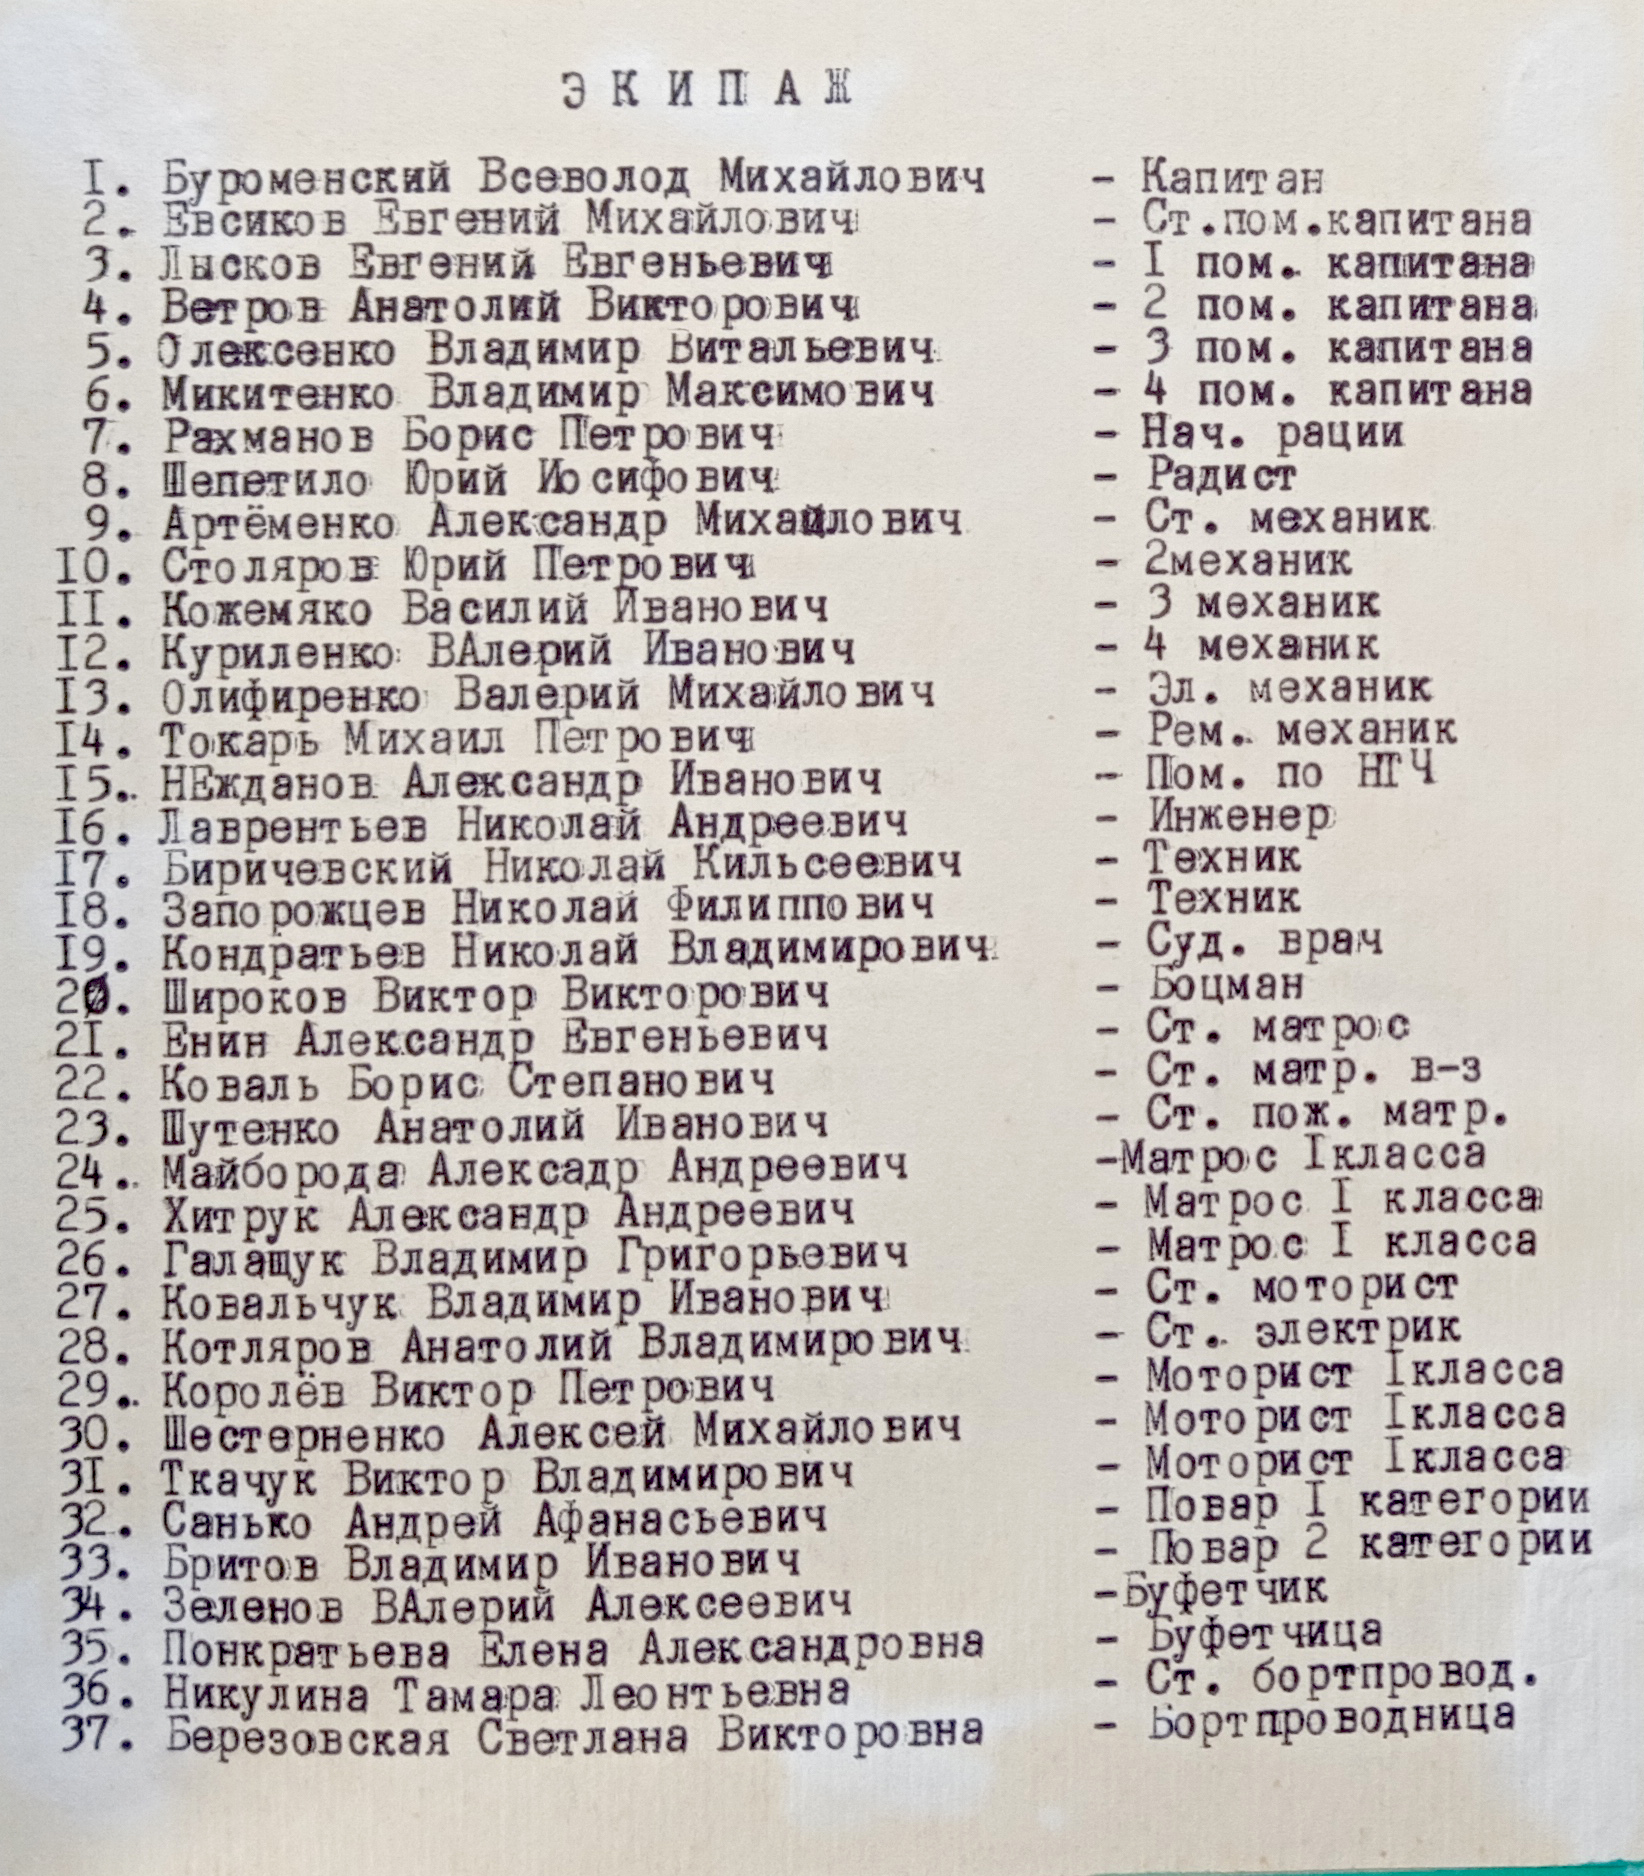 ЭКИПАЖ
I. Буроменский Всеволод Михайлович - Капитан
2. Евсиков Евгений Михайлович - Ст.пом.капитана
3. Лысков Евгений Евгеньевич - I пом. капитана
4. Ветров Анатолий Викторович - 2 пом. капитана
5. Олексенко Владимир Витальевич - 3 пом. капитана
6. Микитенко Владимир Максимович - 4 пом. капитана
7. Рахманов Борис Петрович - Нач. рации
8. Шепетило Юрий Иосифович - Радист
9. Артёменко Александр Михайлович - Ст. механик
IO. Столяров Юрий Петрович - 2механик
II. Кожемяко Василий Иванович - 3 механик
I2. Куриленко ВАлерий Иванович - 4 механик
I3. Олифиренко Валерий Михайлович - Эл. механик
I4. Токарь Михаил Петрович - Рем. механик
I5. НЕжданов Александр Иванович - Пом. по НТЧ
I6. Лаврентьев Николай Андреевич - Инженер
I7. Биричевский Николай Кильсеевич - Техник
I8. Запорожцев Николай Филиппович - Техник
I9. Кондратьев Николай Владимирович - Суд. врач
20. Широков Виктор Викторович - Боцман
2I. Енин Александр Евгеньевич - Ст. матрос
22. Коваль Борис Степанович - Ст. матр. в-з
23. Шутенко Анатолий Иванович - Ст. пож. матр.
24. Майборода Алексадр Андреевич -Матрос Iкласса
25. Хитрук Александр Андреевич - Матрос I класса
26. Галащук Владимир Григорьевич - Матрос I класса
27. Ковальчук Владимир Иванович - Ст. моторист
28. Котляров Анатолий Владимирович - Ст. электрик
29. Королёв Виктор Петрович - Моторист Iкласса
30. Шестерненко Алексей Михайлович - Моторист Iкласса
3I. Ткачук Виктор Владимирович - Моторист Iкласса
32. Санько Андрей Афанасьевич - Повар I категории
33. Бритов Владимир Иванович - Повар 2 категории
34. Зеленов ВАлерий Алексеевич -Буфетчик
35. Понкратьева Елена Александровна - Буфетчица
36. Никулина Тамара Леонтьевна - Ст. бортпровод.
37. Березовская Светлана Викторовна - Бортпроводница